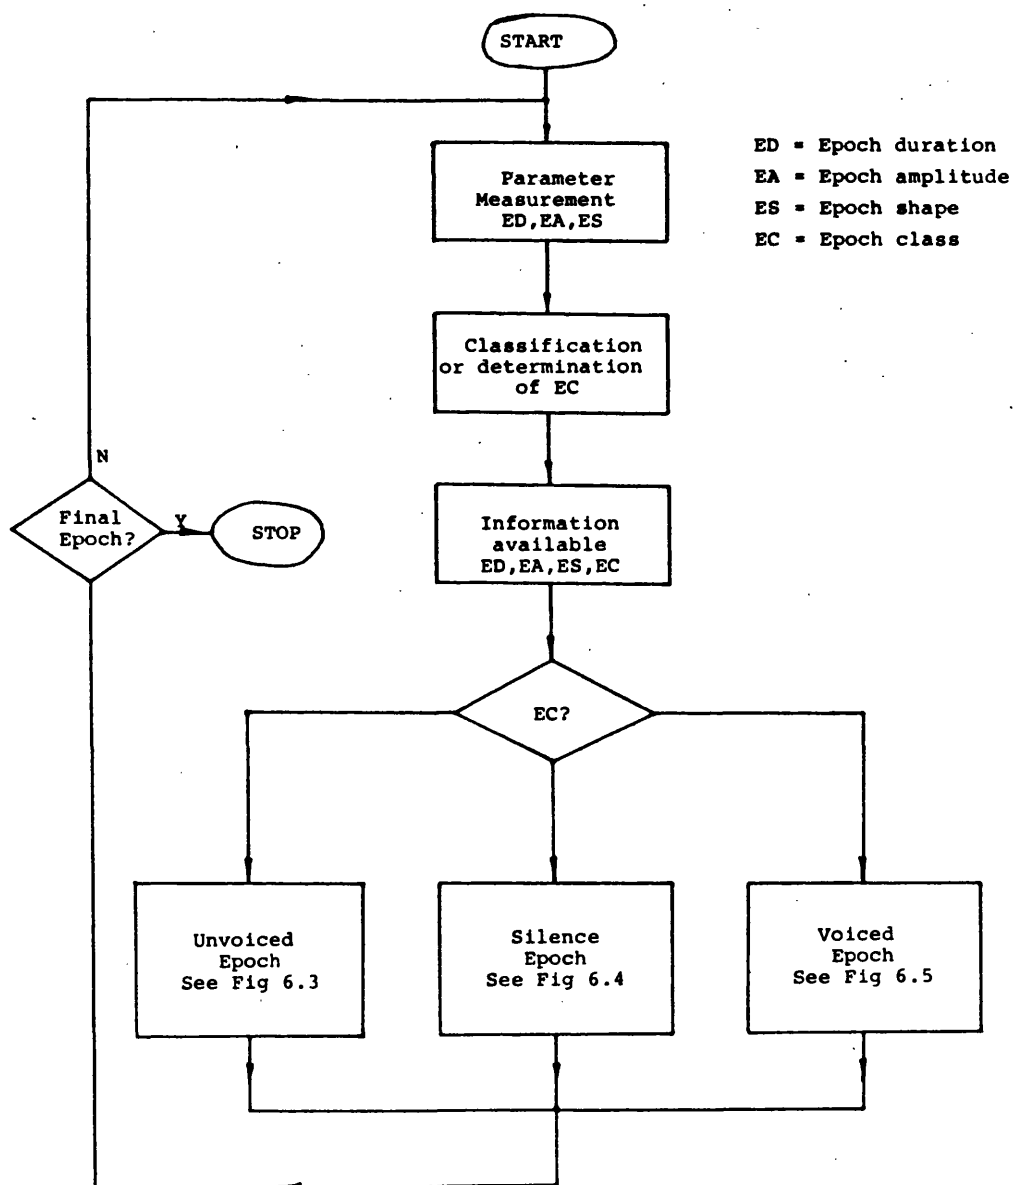 START
Parameter
Measurement
ED,EA,ES
ED = Epoch duration
EA = Epoch amplitude
ES = Epoch shape
EC = Epoch class
Classification
or determination
of EC
N
Final
Epoch?
Y
STOP
Information
available
ED,EA,ES,EC
EC?
Unvoiced
Epoch
See Fig 6.3
Silence
Epoch
See Fig 6.4
Voiced
Epoch
See Fig 6.5